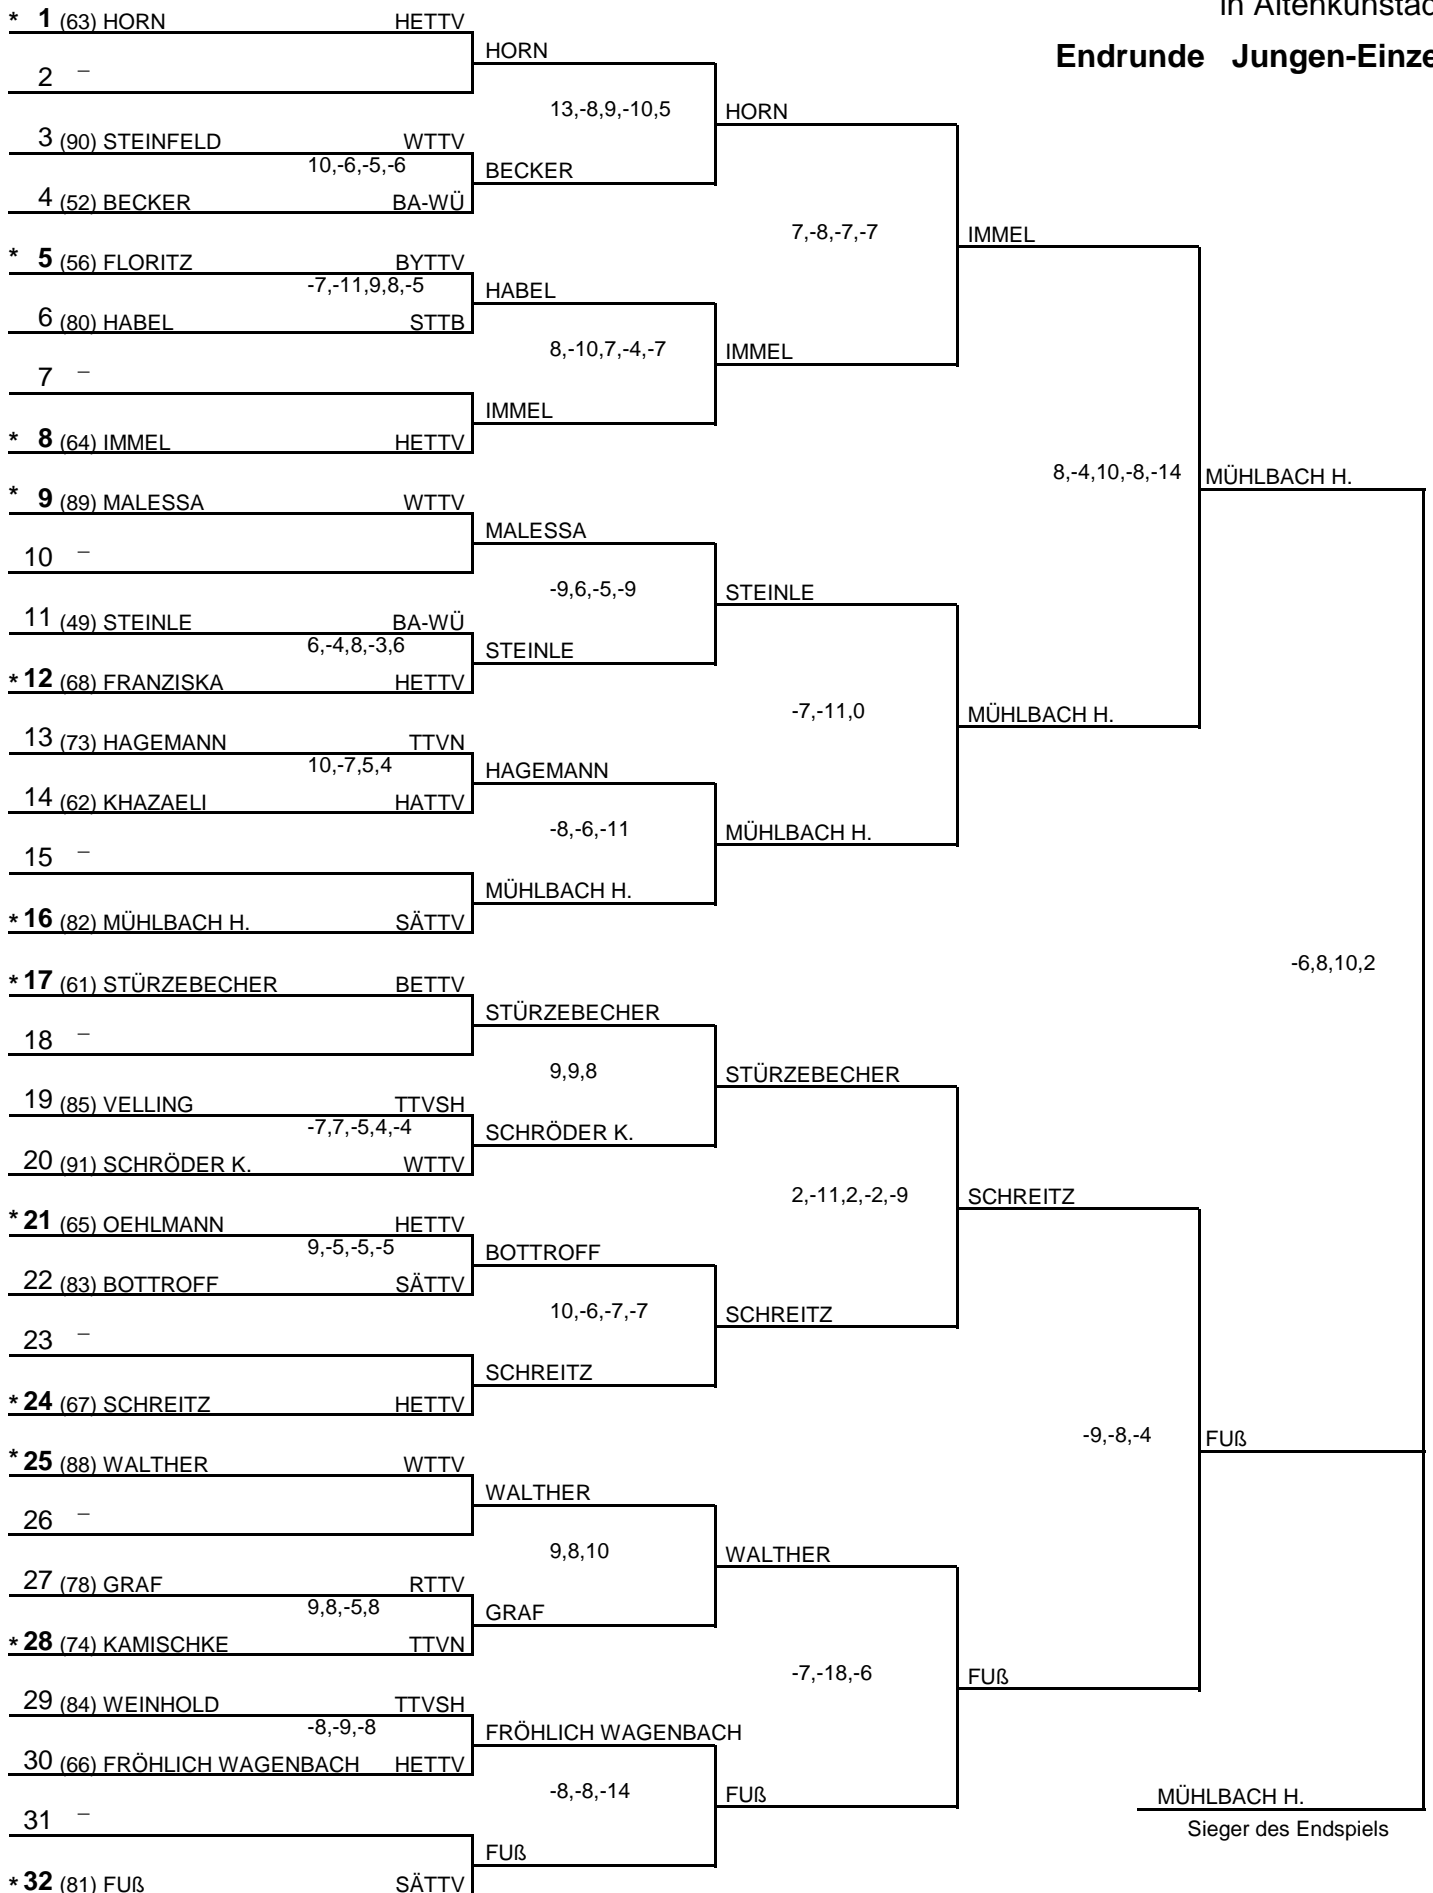 in Altenkunstad
Endrunde Jungen-Einze
* 1 (63) HORN HETTV
HORN
2 –
13,-8,9,-10,5 HORN
3 (90) STEINFELD WTTV
10,-6,-5,-6 BECKER
4 (52) BECKER BA-WÜ
7,-8,-7,-7 IMMEL
* 5 (56) FLORITZ BYTTV
-7,-11,9,8,-5 HABEL
6 (80) HABEL STTB
8,-10,7,-4,-7 IMMEL
7 –
IMMEL
* 8 (64) IMMEL HETTV
8,-4,10,-8,-14 MÜHLBACH H.
* 9 (89) MALESSA WTTV
MALESSA
10 –
-9,6,-5,-9 STEINLE
11 (49) STEINLE BA-WÜ
6,-4,8,-3,6 STEINLE
* 12 (68) FRANZISKA HETTV
-7,-11,0 MÜHLBACH H.
13 (73) HAGEMANN TTVN
10,-7,5,4 HAGEMANN
14 (62) KHAZAELI HATTV
-8,-6,-11 MÜHLBACH H.
15 –
MÜHLBACH H.
* 16 (82) MÜHLBACH H. SÄTTV
-6,8,10,2
* 17 (61) STÜRZEBECHER BETTV
STÜRZEBECHER
18 –
9,9,8 STÜRZEBECHER
19 (85) VELLING TTVSH
-7,7,-5,4,-4 SCHRÖDER K.
20 (91) SCHRÖDER K. WTTV
2,-11,2,-2,-9 SCHREITZ
* 21 (65) OEHLMANN HETTV
9,-5,-5,-5 BOTTROFF
22 (83) BOTTROFF SÄTTV
10,-6,-7,-7 SCHREITZ
23 –
SCHREITZ
* 24 (67) SCHREITZ HETTV
-9,-8,-4 FUß
* 25 (88) WALTHER WTTV
WALTHER
26 –
9,8,10 WALTHER
27 (78) GRAF RTTV
9,8,-5,8 GRAF
* 28 (74) KAMISCHKE TTVN
-7,-18,-6 FUß
29 (84) WEINHOLD TTVSH
-8,-9,-8 FRÖHLICH WAGENBACH
30 (66) FRÖHLICH WAGENBACH HETTV
-8,-8,-14 FUß
MÜHLBACH H.
31 –
Sieger des Endspiels
FUß
* 32 (81) FUß SÄTTV